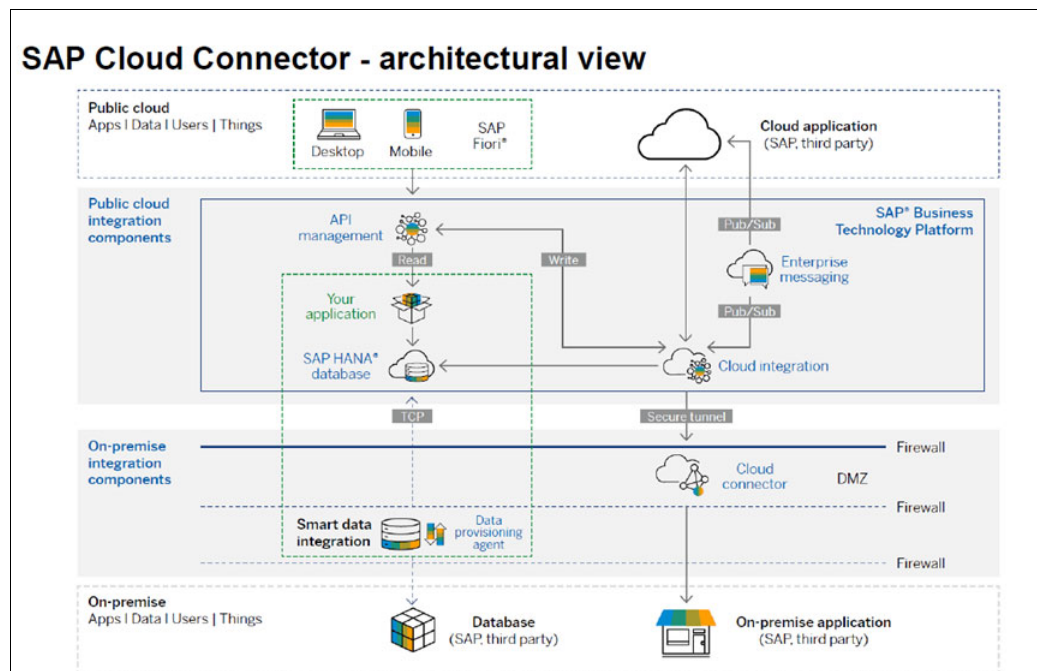 SAP Cloud Connector - architectural view
Public cloud
Apps | Data | Users | Things
Desktop
Mobile
SAP
Fiori®
Cloud application
(SAP, third party)
Public cloud
integration
components
SAP® Business
Technology Platform
API
management
Pub/Sub
Read
Write
Enterprise
messaging
Your
application
Pub/Sub
SAP HANA®
database
Cloud integration
TCP
Secure tunnel
On-premise
integration
components
Firewall
Cloud
connector
DMZ
Firewall
Smart data
integration
Data
provisioning
agent
Firewall
On-premise
Apps | Data | Users | Things
Database
(SAP, third party)
On-premise application
(SAP, third party)